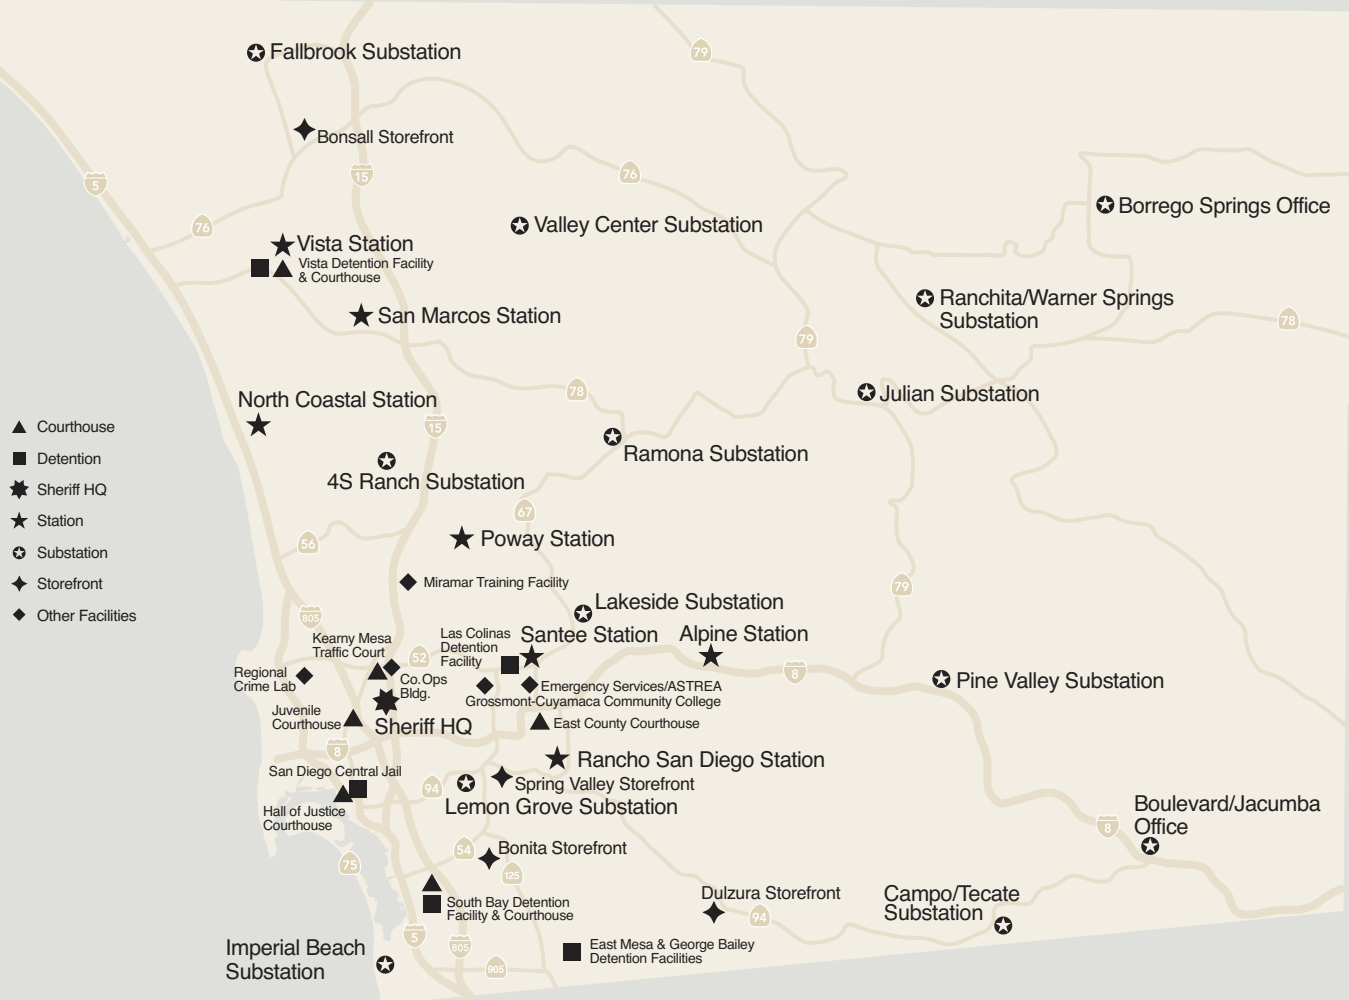 Fallbrook Substation
79
Bonsall Storefront
15
76
5
Borrego Springs Office
76
Valley Center Substation
Vista Station
Vista Detention Facility
& Courthouse
Ranchita/Warner Springs
Substation
San Marcos Station
78
79
78
Julian Substation
North Coastal Station
15
Courthouse
Detention
Sheriff HQ
Station
Substation
Storefront
Other Facilities
Ramona Substation
4S Ranch Substation
67
56
Poway Station
Miramar Training Facility
79
Lakeside Substation
805
Kearny Mesa
Traffic Court
52
Las Colinas
Detention
Facility
Santee Station
Alpine Station
8
Regional
Crime Lab
Co.Ops
Bldg.
Emergency Services/ASTREA
Grossmont-Cuyamaca Community College
Pine Valley Substation
Juvenile
Courthouse
Sheriff HQ
East County Courthouse
8
Rancho San Diego Station
San Diego Central Jail
94
Spring Valley Storefront
Lemon Grove Substation
Hall of Justice
Courthouse
Boulevard/Jacumba
Office
8
54
Bonita Storefront
75
125
South Bay Detention
Facility & Courthouse
Dulzura Storefront
94
Campo/Tecate
Substation
5
805
East Mesa & George Bailey
Detention Facilities
Imperial Beach
Substation
905